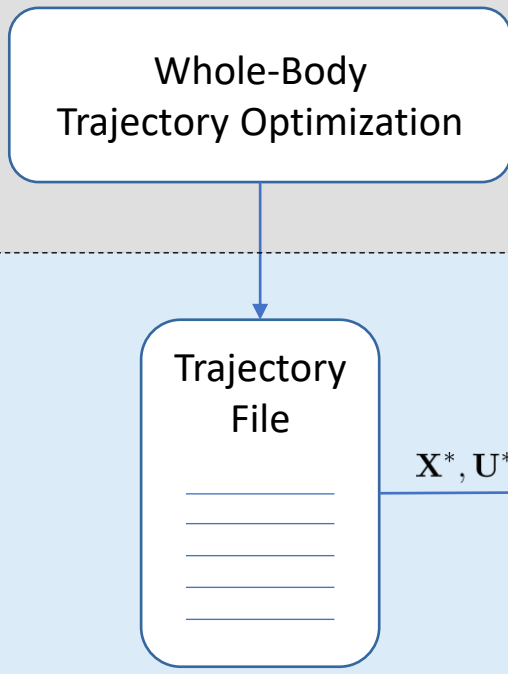 Whole-Body
Trajectory Optimization
Trajectory
File
X*, U*